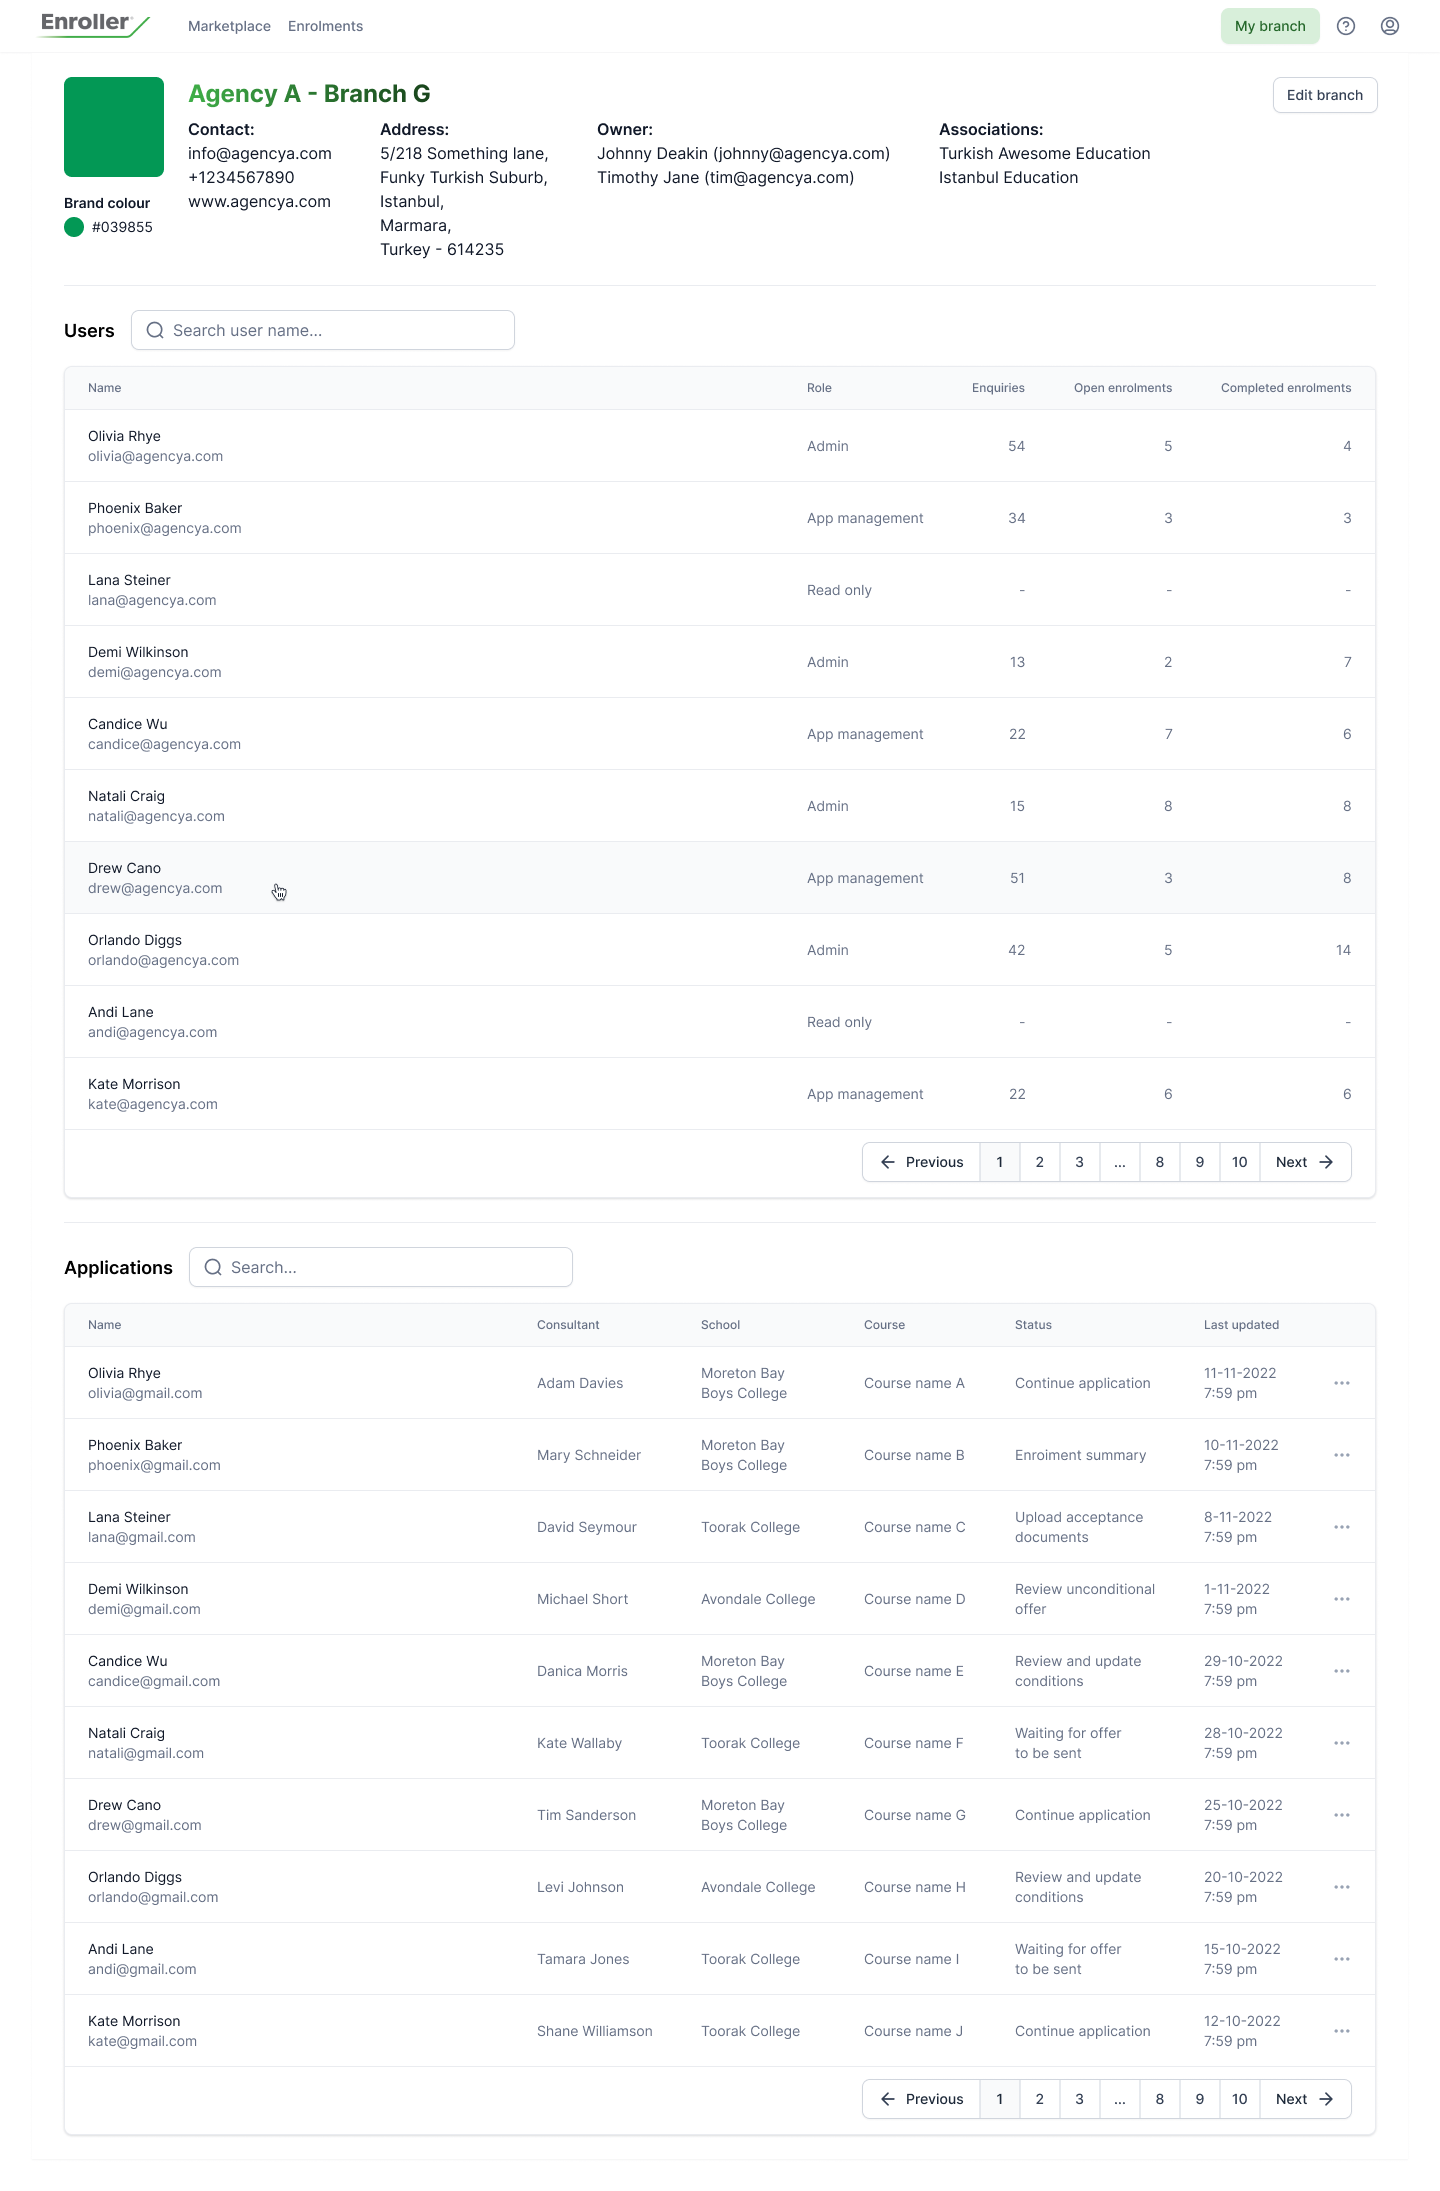 Enroller
Marketplace
Enrolments
My branch
Agency A - Branch G
Edit branch
Brand colour
#039855
Contact:
info@agencya.com
+1234567890
www.agencya.com
Address:
5/218 Something lane,
Funky Turkish Suburb,
Istanbul,
Marmara,
Turkey - 614235
Owner:
Johnny Deakin (johnny@agencya.com)
Timothy Jane (tim@agencya.com)
Associations:
Turkish Awesome Education
Istanbul Education
Users
Search user name...
Name Role Enquiries Open enrolments Completed enrolments
Olivia Rhye
olivia@agencya.com
Admin 54 5 4
Phoenix Baker
phoenix@agencya.com
App management 34 3 3
Lana Steiner
lana@agencya.com
Read only - - -
Demi Wilkinson
demi@agencya.com
Admin 13 2 7
Candice Wu
candice@agencya.com
App management 22 7 6
Natali Craig
natali@agencya.com
Admin 15 8 8
Drew Cano
drew@agencya.com
App management 51 3 8
Orlando Diggs
orlando@agencya.com
Admin 42 5 14
Andi Lane
andi@agencya.com
Read only - - -
Kate Morrison
kate@agencya.com
App management 22 6 6
Previous 1 2 3 ... 8 9 10 Next
Applications
Search...
Name Consultant School Course Status Last updated
Olivia Rhye
olivia@gmail.com
Adam Davies
Moreton Bay
Boys College
Course name A
Continue application
11-11-2022
7:59 pm
Phoenix Baker
phoenix@gmail.com
Mary Schneider
Moreton Bay
Boys College
Course name B
Enroiment summary
10-11-2022
7:59 pm
Lana Steiner
lana@gmail.com
David Seymour
Toorak College
Course name C
Upload acceptance
documents
8-11-2022
7:59 pm
Demi Wilkinson
demi@gmail.com
Michael Short
Avondale College
Course name D
Review unconditional
offer
1-11-2022
7:59 pm
Candice Wu
candice@gmail.com
Danica Morris
Moreton Bay
Boys College
Course name E
Review and update
conditions
29-10-2022
7:59 pm
Natali Craig
natali@gmail.com
Kate Wallaby
Toorak College
Course name F
Waiting for offer
to be sent
28-10-2022
7:59 pm
Drew Cano
drew@gmail.com
Tim Sanderson
Moreton Bay
Boys College
Course name G
Continue application
25-10-2022
7:59 pm
Orlando Diggs
orlando@gmail.com
Levi Johnson
Avondale College
Course name H
Review and update
conditions
20-10-2022
7:59 pm
Andi Lane
andi@gmail.com
Tamara Jones
Toorak College
Course name I
Waiting for offer
to be sent
15-10-2022
7:59 pm
Kate Morrison
kate@gmail.com
Shane Williamson
Toorak College
Course name J
Continue application
12-10-2022
7:59 pm
Previous 1 2 3 ... 8 9 10 Next